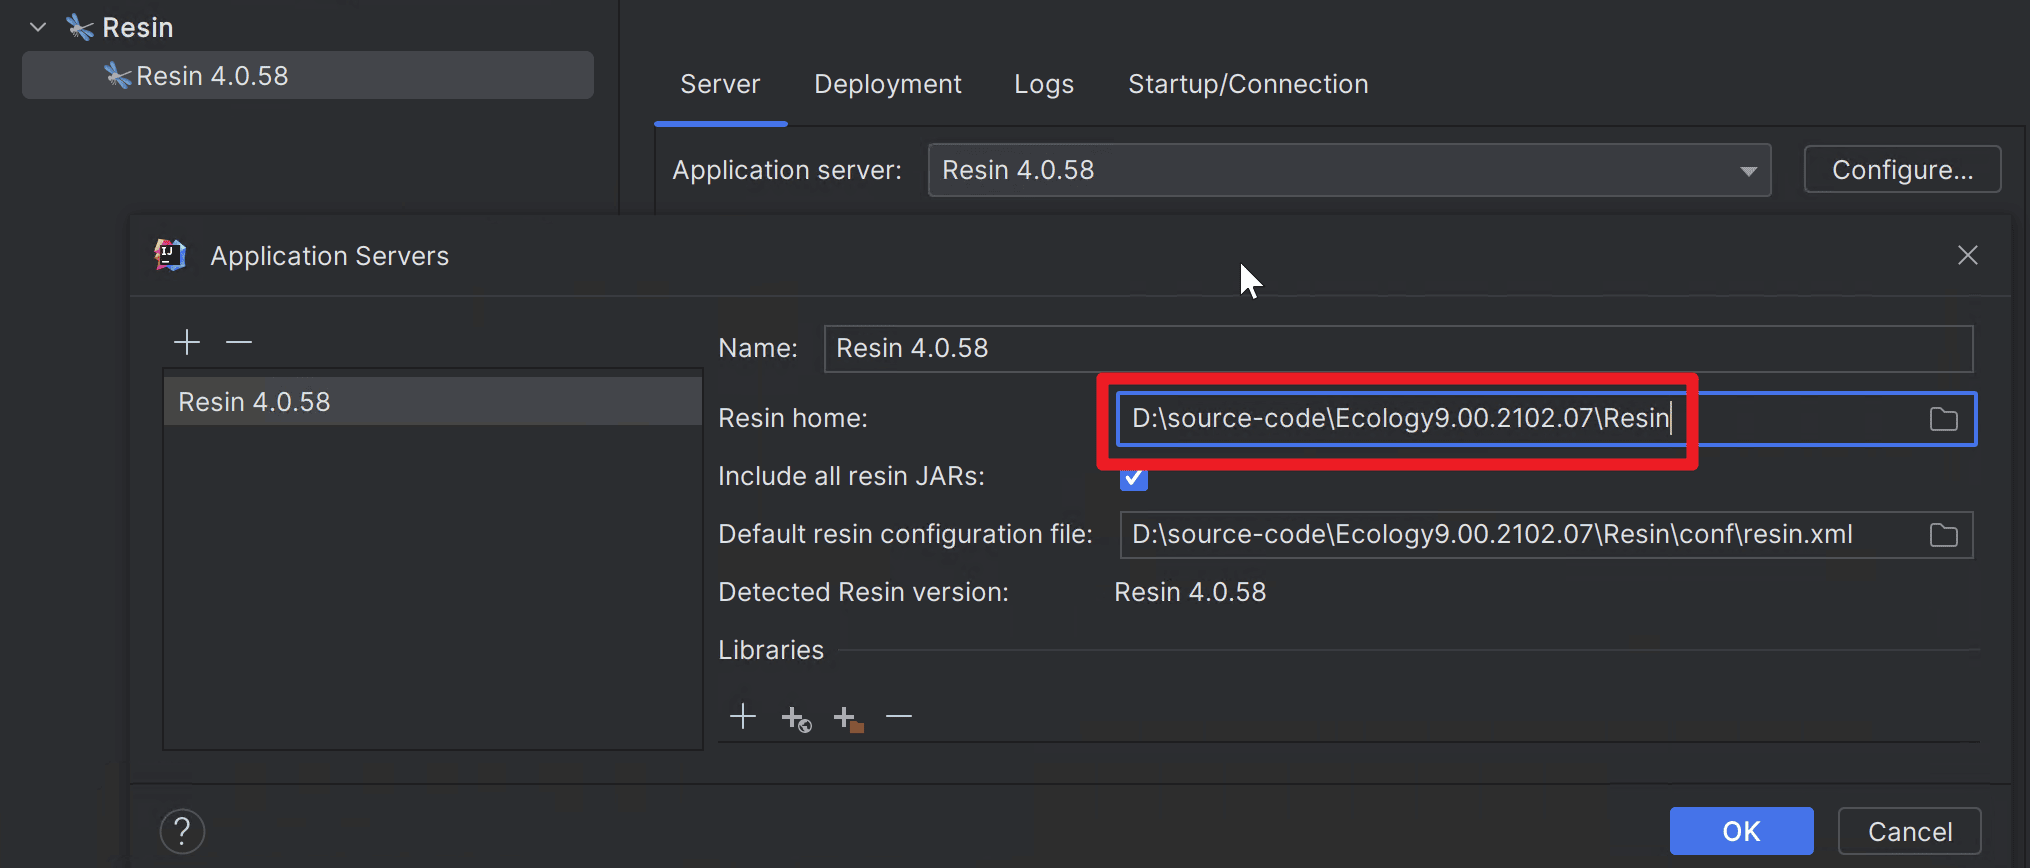 Resin
Resin 4.0.58
Server Deployment Logs Startup/Connection
Application server: Resin 4.0.58 Configure...
IJ Application Servers
Name: Resin 4.0.58
Resin 4.0.58
Resin home: D:\source-code\Ecology9.00.2102.07\Resin
Include all resin JARs:
Default resin configuration file: D:\source-code\Ecology9.00.2102.07\Resin\conf\resin.xml
Detected Resin version: Resin 4.0.58
Libraries
? OK Cancel